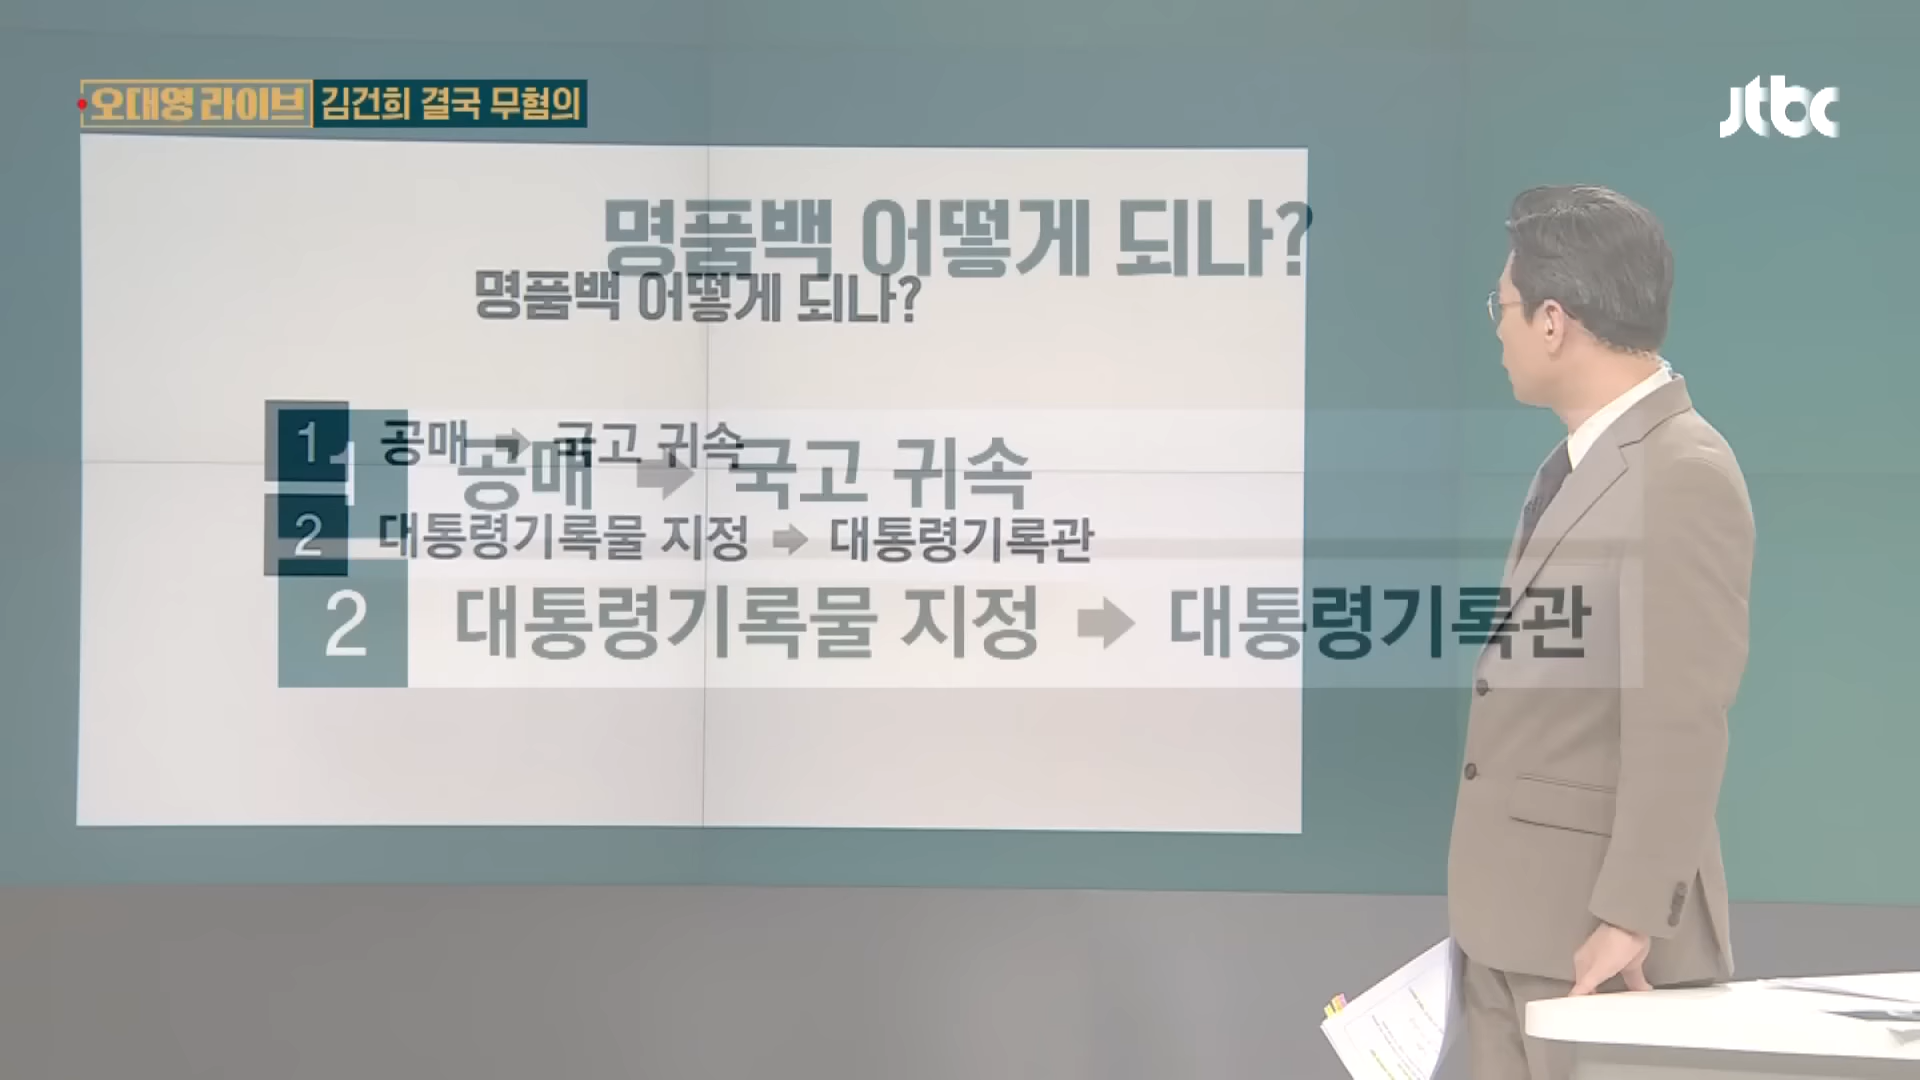 오대영 라이브 김건희 결국 무혐의
jtbc
명품백 어떻게 되나?
명품백 어떻게 되나?
1 공매 ➡ 국고 귀속
1 공매 ➡ 국고 귀속
2 대통령기록물 지정 ➡ 대통령기록관
2 대통령기록물 지정 ➡ 대통령기록관